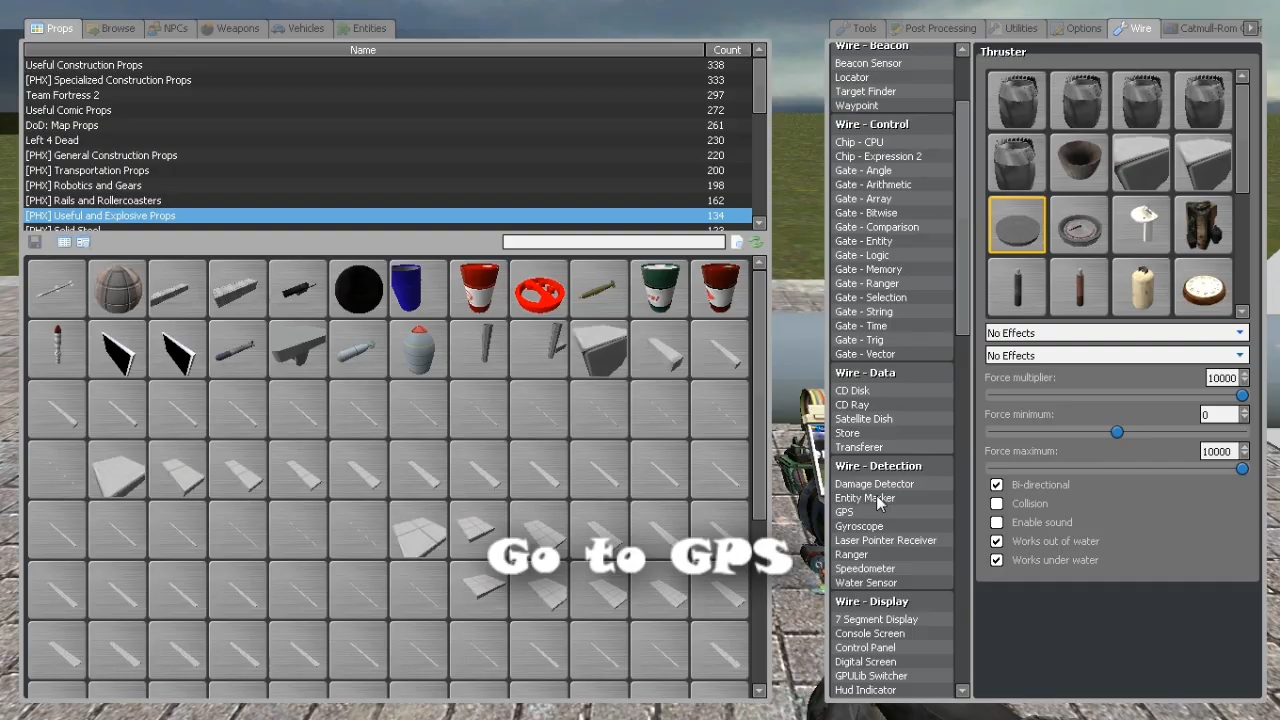 Props
Browse
NPCs
Weapons
Vehicles
Entities
Name
Count
Useful Construction Props 338
[PHX] Specialized Construction Props 333
Team Fortress 2 297
Useful Comic Props 272
DoD: Map Props 261
Left 4 Dead 230
[PHX] General Construction Props 220
[PHX] Transportation Props 200
[PHX] Robotics and Gears 198
[PHX] Rails and Rollercoasters 162
[PHX] Useful and Explosive Props 134
[PHX] Solid Steel
Go to GPS
Tools
Post Processing
Utilities
Options
Wire
Catmull-Rom
Wire - Beacon
Beacon Sensor
Locator
Target Finder
Waypoint
Wire - Control
Chip - CPU
Chip - Expression 2
Gate - Angle
Gate - Arithmetic
Gate - Array
Gate - Bitwise
Gate - Comparison
Gate - Entity
Gate - Logic
Gate - Memory
Gate - Ranger
Gate - Selection
Gate - String
Gate - Time
Gate - Trig
Gate - Vector
Wire - Data
CD Disk
CD Ray
Satellite Dish
Store
Transferer
Wire - Detection
Damage Detector
Entity Marker
GPS
Gyroscope
Laser Pointer Receiver
Ranger
Speedometer
Water Sensor
Wire - Display
7 Segment Display
Console Screen
Control Panel
Digital Screen
GPULib Switcher
Hud Indicator
Thruster
No Effects
No Effects
Force multiplier: 10000
Force minimum: 0
Force maximum: 10000
Bi-directional
Collision
Enable sound
Works out of water
Works under water